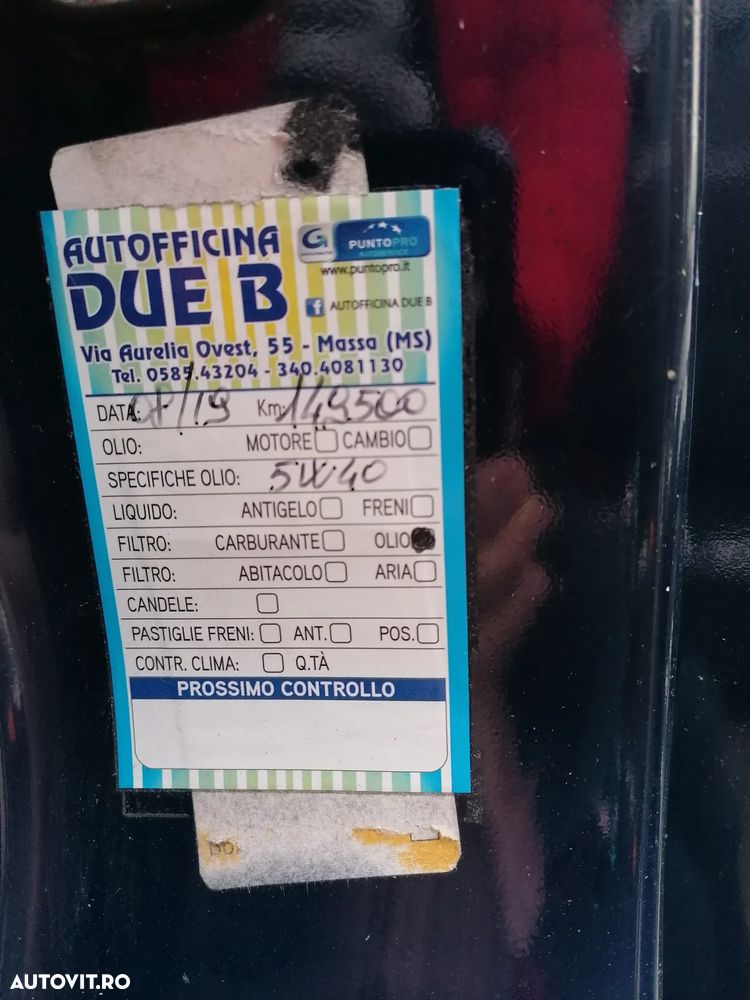 AUTOFFICINA
DUE B
G
PUNTOPRO
AUTOSERVICE
www.puntopro.it
f AUTOFFICINA DUE B
Via Aurelia Ovest, 55 - Massa (MS)
Tel. 0585.43204 - 340.4081130
DATA: 08/19 Km: 149500
OLIO: MOTORE CAMBIO
SPECIFICHE OLIO: 5W40
LIQUIDO: ANTIGELO FRENI
FILTRO: CARBURANTE OLIO
FILTRO: ABITACOLO ARIA
CANDELE:
PASTIGLIE FRENI: ANT. POS.
CONTR. CLIMA: Q.TÀ
PROSSIMO CONTROLLO
AUTOVIT.RO